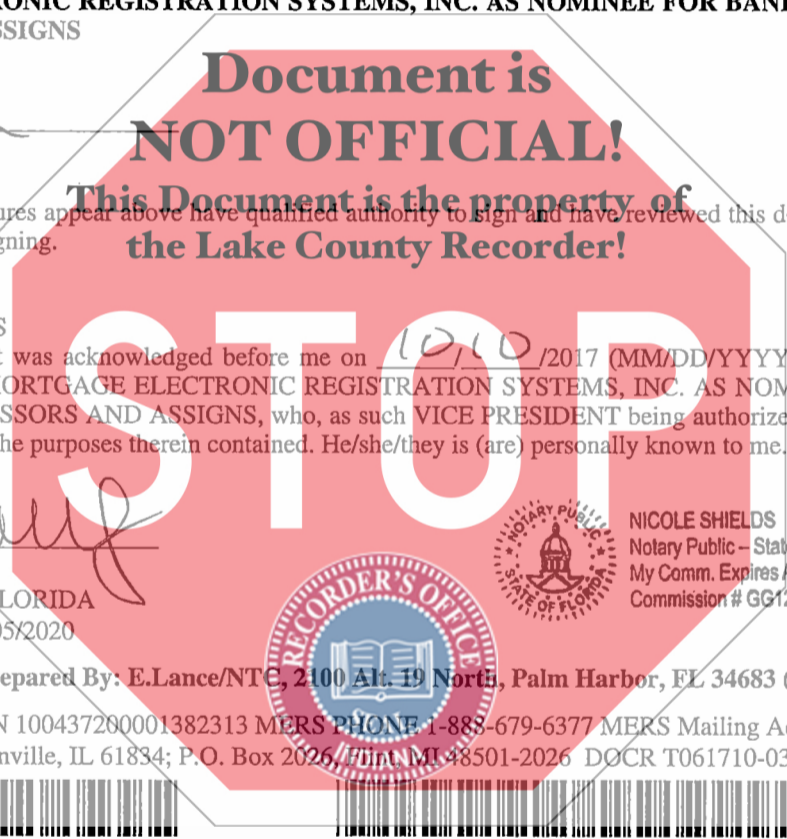 RONIC REGISTRATION SYSTEMS, INC. AS NOMINEE FOR BAN
SSIGNS
Document is
NOT OFFICIAL!
This Document is the property of
ures appear above have qualified authority to sign and have reviewed this d
gning.
the Lake County Recorder!
STOP
S
t was acknowledged before me on 10/10/2017 (MM/DD/YYYY
ORTGAGE ELECTRONIC REGISTRATION SYSTEMS, INC. AS NOM
SSORS AND ASSIGNS, who, as such VICE PRESIDENT being authorize
he purposes therein contained. He/she/they is (are) personally known to me.
NOTARY PUBLIC
STATE OF FLORIDA
NICOLE SHIELDS
Notary Public – Stat
My Comm. Expires A
Commission # GG12
LORIDA
05/2020
RECORDER'S OFFICE
epared By: E.Lance/NTC, 2100 Alt. 19 North, Palm Harbor, FL 34683 (
N 100437200001382313 MERS PHONE 1-888-679-6377 MERS Mailing Ad
nville, IL 61834; P.O. Box 2026, Flint, MI 48501-2026 DOCR T061710-03